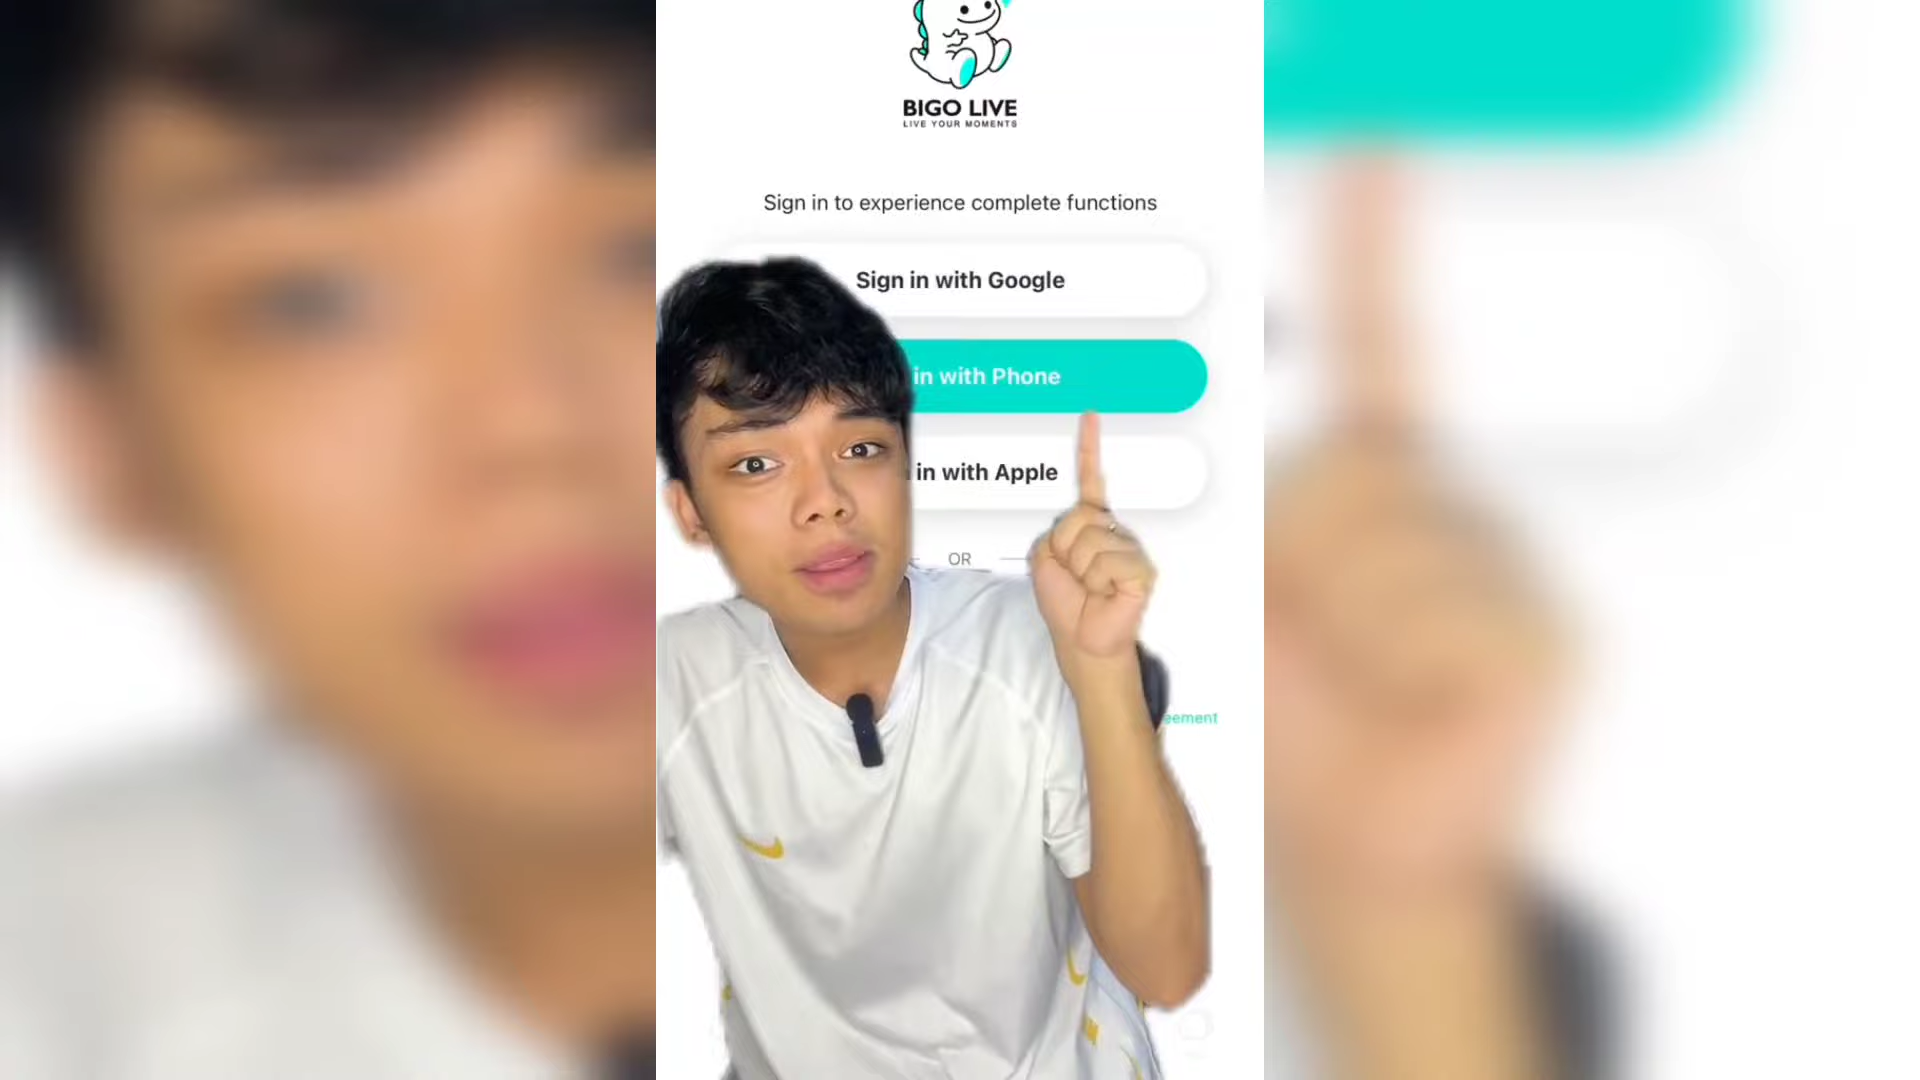 BIGO LIVE
LIVE YOUR MOMENTS
Sign in to experience complete functions
Sign in with Google
in with Phone
in with Apple
OR
eement